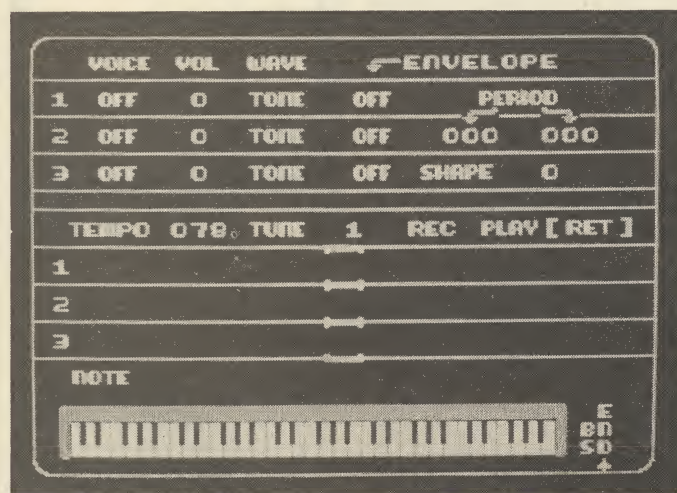 VOICE VOL WAVE ENVELOPE
1 OFF 0 TONE OFF PERIOD
2 OFF 0 TONE OFF 000 000
3 OFF 0 TONE OFF SHAPE 0
TEMPO 078 TUNE 1 REC PLAY [ RET ]
1
2
3
NOTE
E
BN
SD